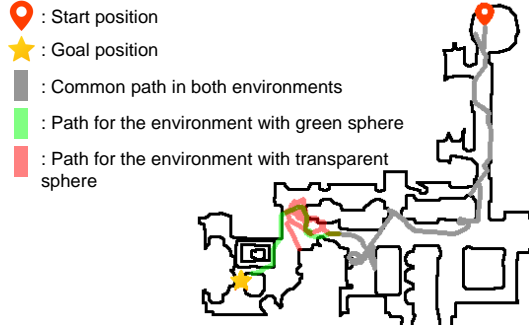 : Start position
: Goal position
: Common path in both environments
: Path for the environment with green sphere
: Path for the environment with transparent
sphere